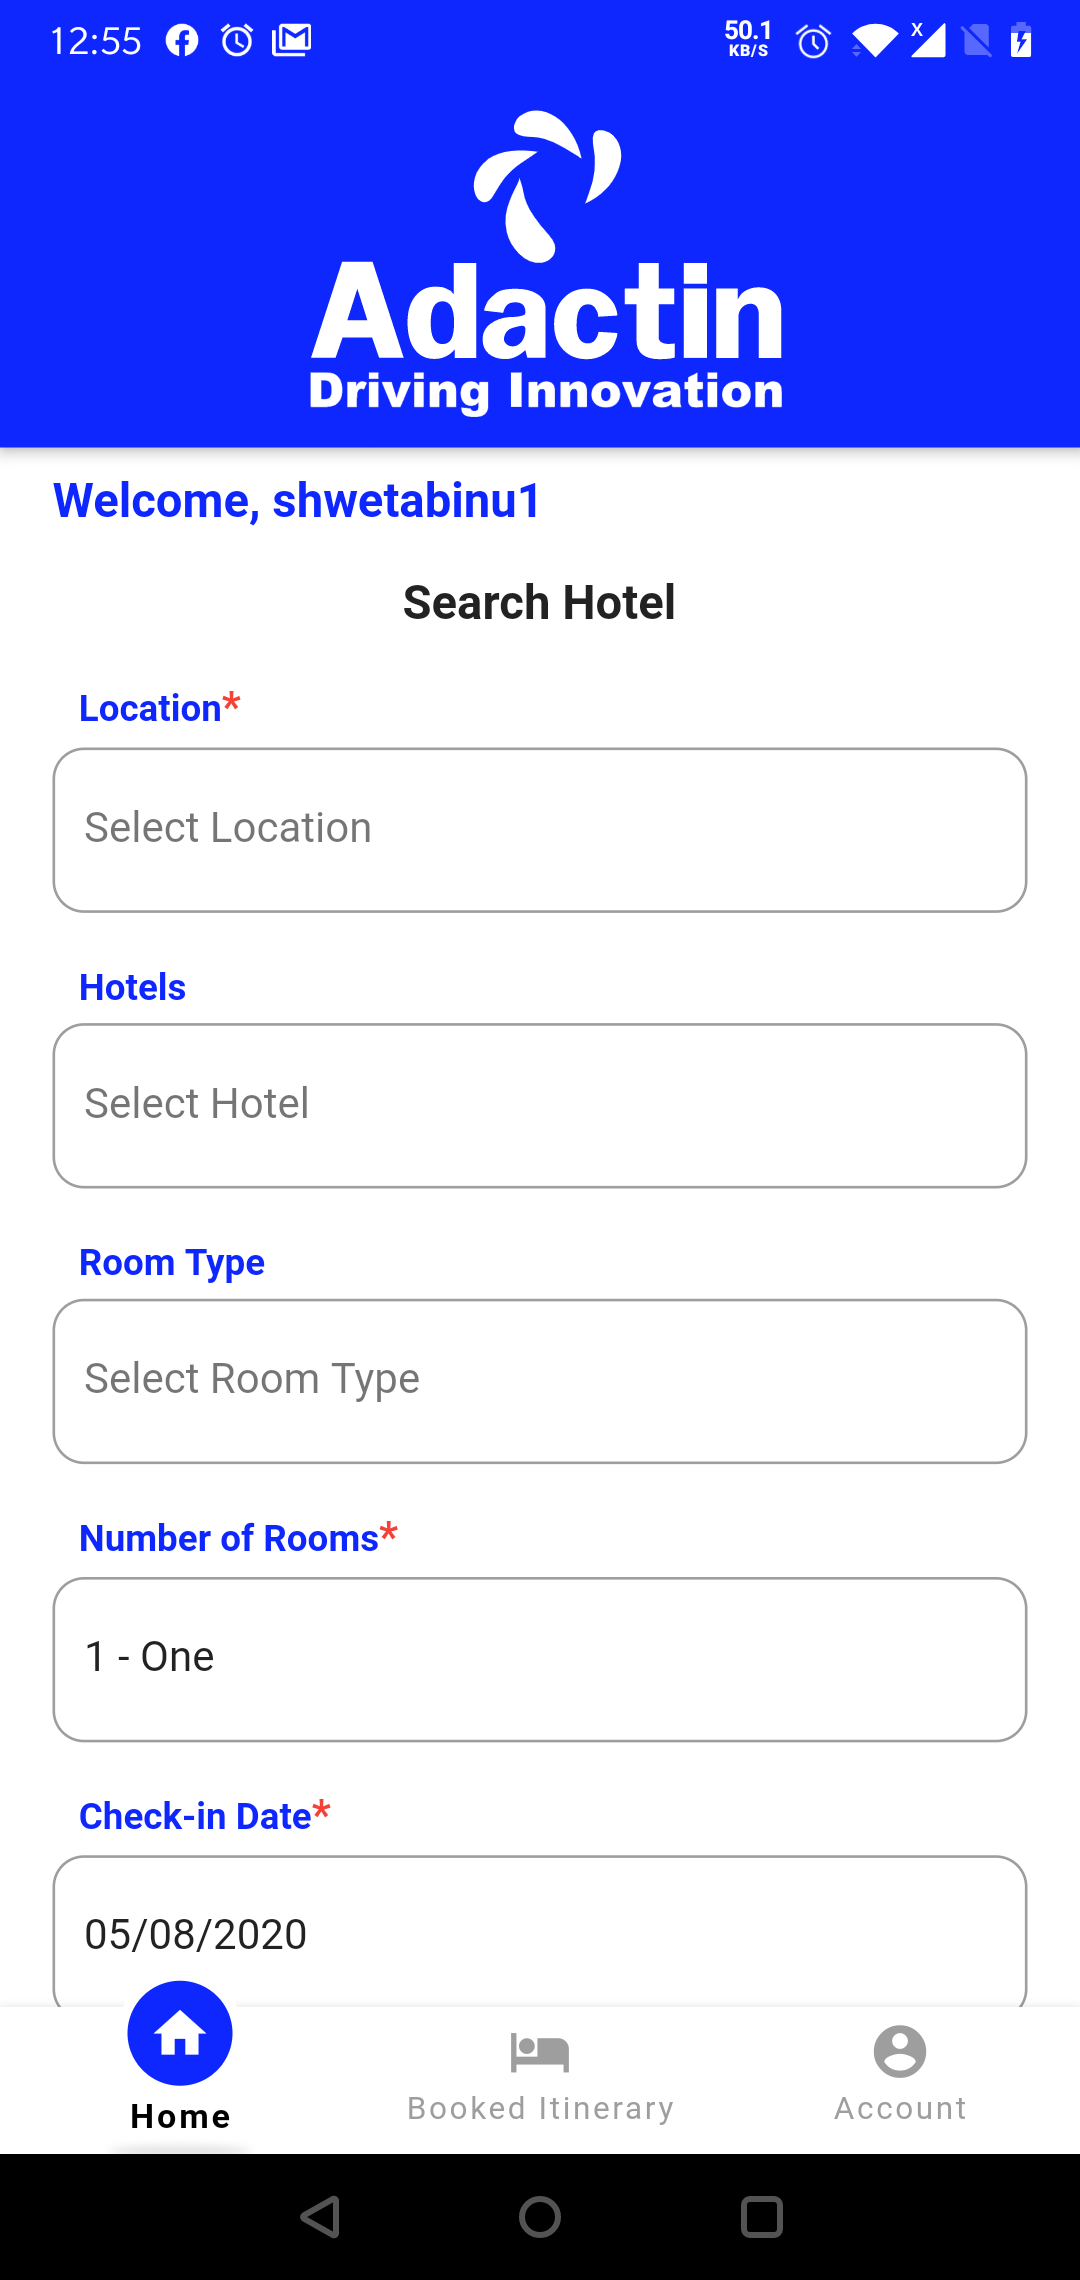 12:55
50.1
KB/S
X
Adactin
Driving Innovation
Welcome, shwetabinu1
Search Hotel
Location*
Select Location
Hotels
Select Hotel
Room Type
Select Room Type
Number of Rooms*
1 - One
Check-in Date*
05/08/2020
Home
Booked Itinerary
Account